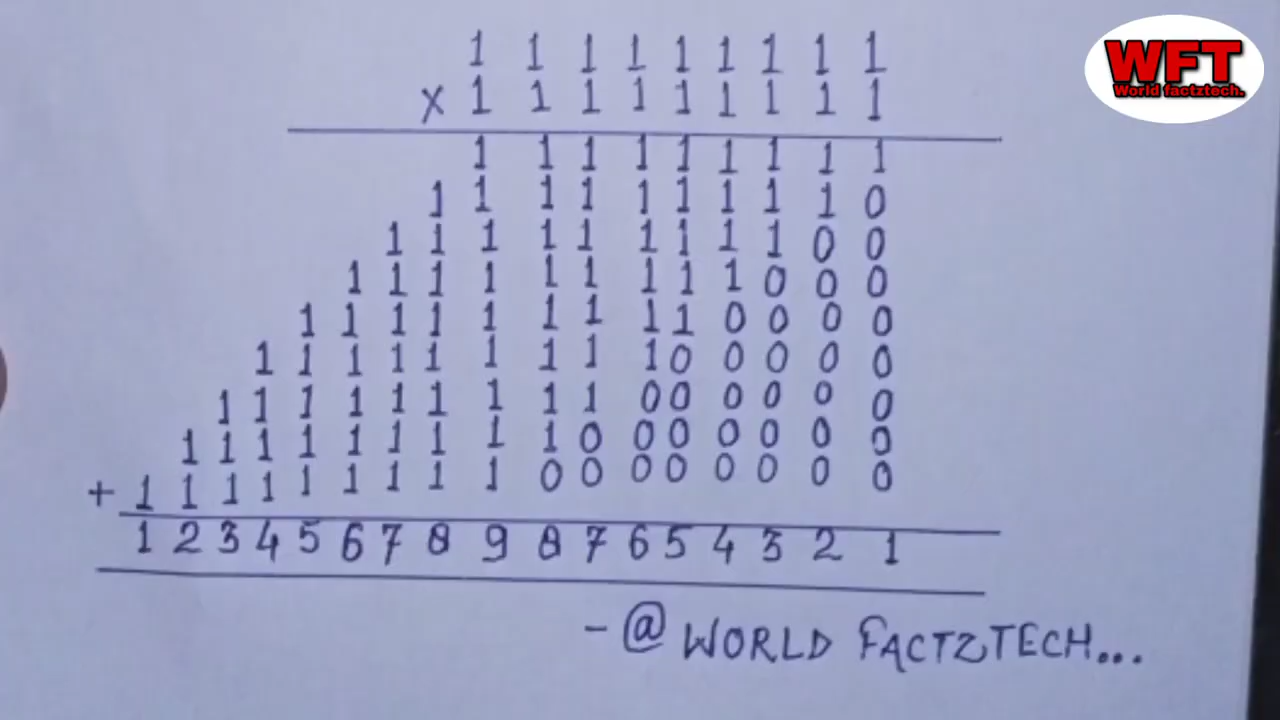 WFT
World factztech.
1 1 1 1 1 1 1 1 1
x 1 1 1 1 1 1 1 1 1
1 1 1 1 1 1 1 1 1
1 1 1 1 1 1 1 1 1 0
1 1 1 1 1 1 1 1 1 0 0
1 1 1 1 1 1 1 1 1 0 0 0
1 1 1 1 1 1 1 1 1 0 0 0 0
1 1 1 1 1 1 1 1 1 0 0 0 0 0
1 1 1 1 1 1 1 1 1 0 0 0 0 0 0
1 1 1 1 1 1 1 1 1 0 0 0 0 0 0 0
+ 1 1 1 1 1 1 1 1 1 0 0 0 0 0 0 0 0
1 2 3 4 5 6 7 8 9 8 7 6 5 4 3 2 1
- @ WORLD FACTZTECH...